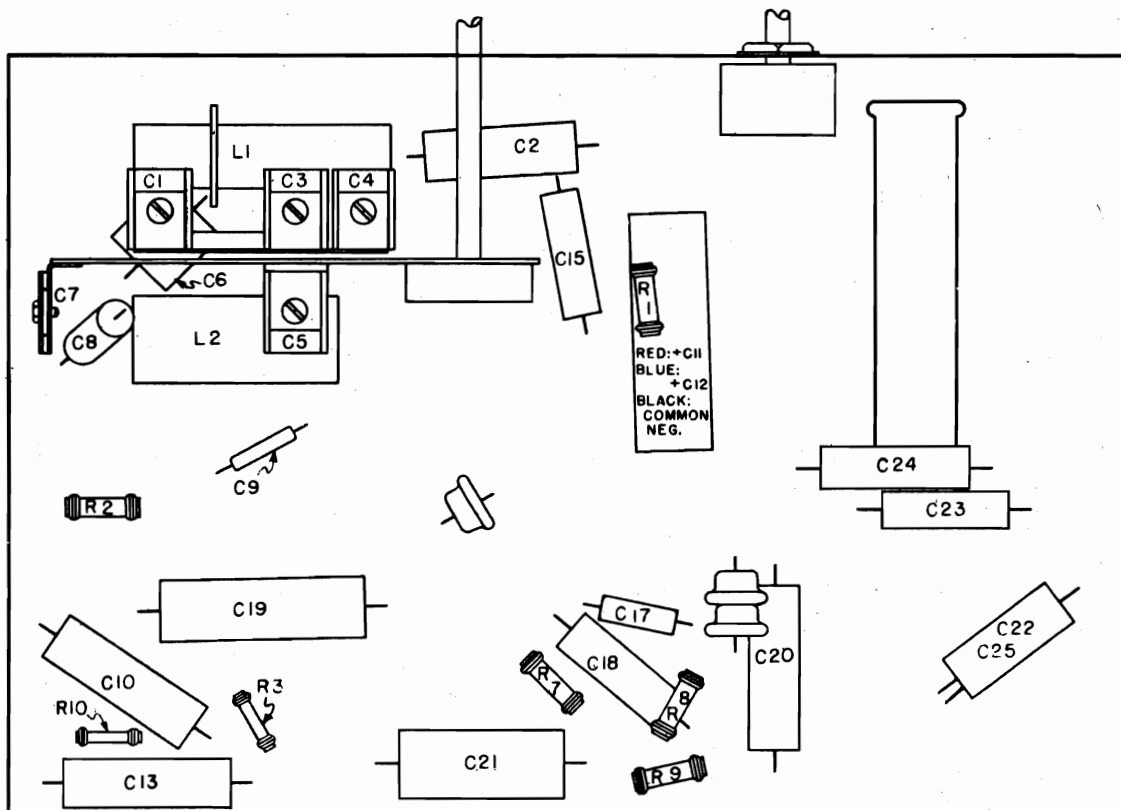 L1
C2
C1
C3
C4
C15
C6
C7
R
1
C8
L2
C5
RED:+C11
BLUE:
+C12
BLACK:
COMMON
NEG.
C24
C9
R2
C23
C19
C17
C22
C25
C18
C20
C10
R3
R7
R8
R10
C13
C21
R9